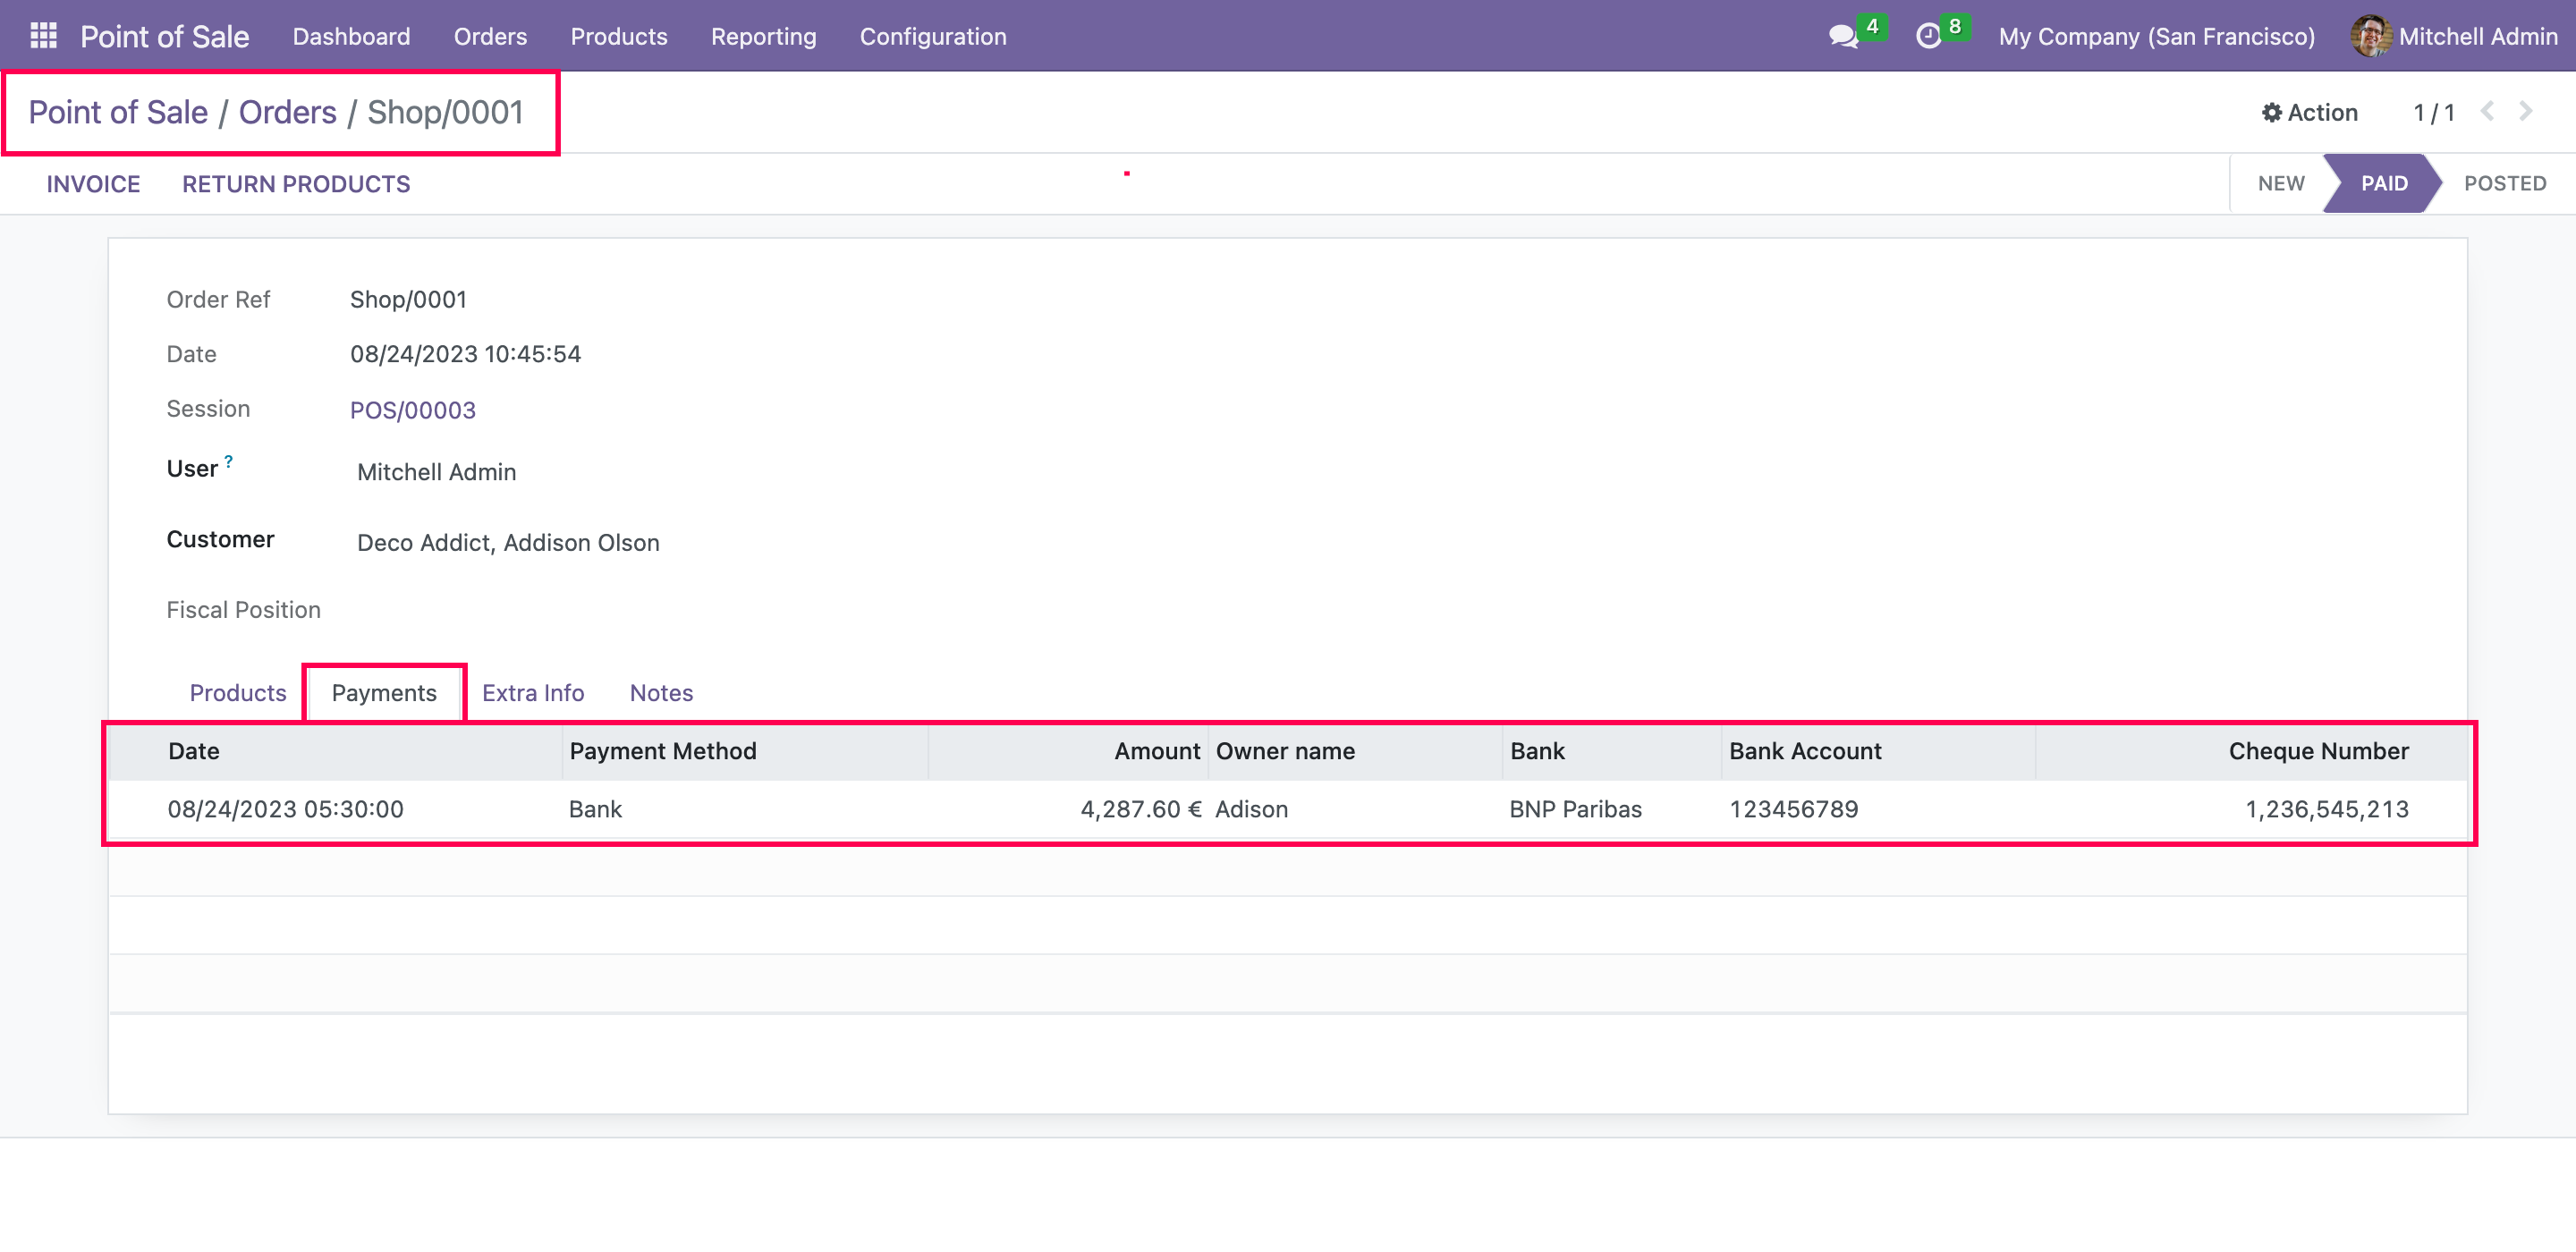 Point of Sale Dashboard Orders Products Reporting Configuration 4 8 My Company (San Francisco) Mitchell Admin
Point of Sale / Orders / Shop/0001 Action 1 / 1
INVOICE RETURN PRODUCTS NEW PAID POSTED
Order Ref Shop/0001
Date 08/24/2023 10:45:54
Session POS/00003
User ? Mitchell Admin
Customer Deco Addict, Addison Olson
Fiscal Position
Products Payments Extra Info Notes
Date Payment Method Amount Owner name Bank Bank Account Cheque Number
08/24/2023 05:30:00 Bank 4,287.60 € Adison BNP Paribas 123456789 1,236,545,213